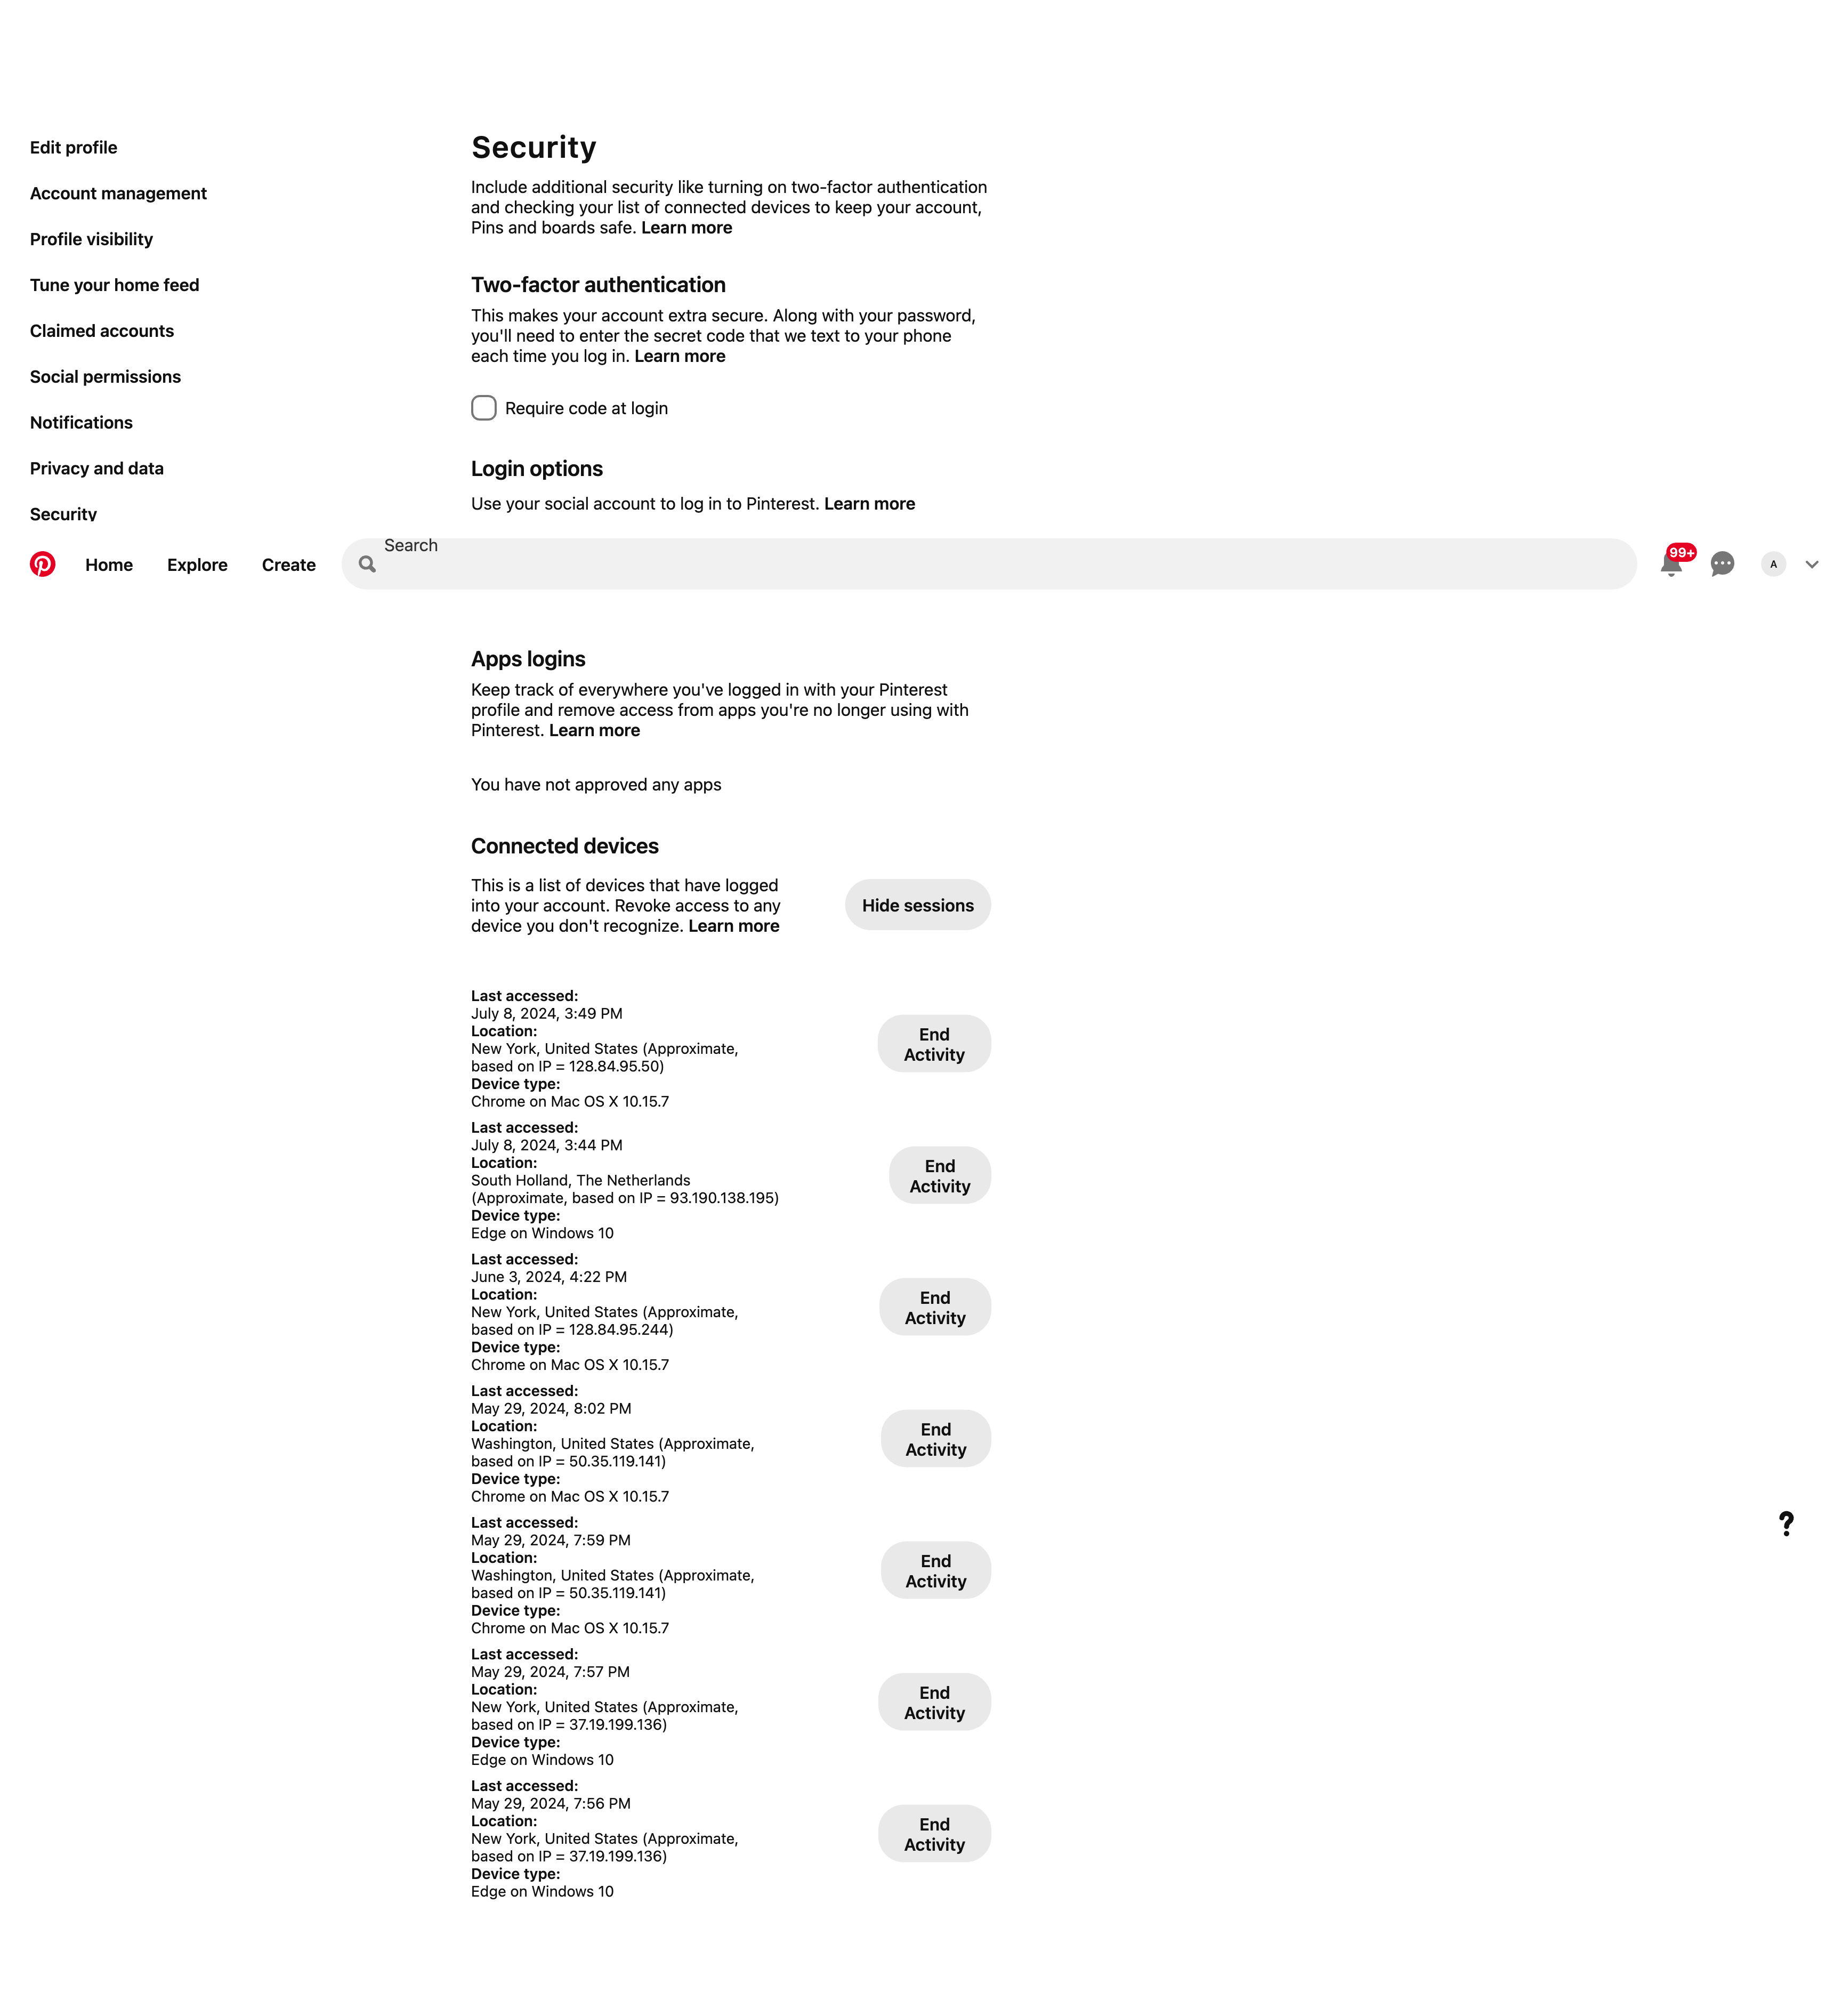 Edit profile
Account management
Profile visibility
Tune your home feed
Claimed accounts
Social permissions
Notifications
Privacy and data
Security
Security
Include additional security like turning on two-factor authentication
and checking your list of connected devices to keep your account,
Pins and boards safe. Learn more
Two-factor authentication
This makes your account extra secure. Along with your password,
you'll need to enter the secret code that we text to your phone
each time you log in. Learn more
Require code at login
Login options
Use your social account to log in to Pinterest. Learn more
Home Explore Create Search 99+ A
Apps logins
Keep track of everywhere you've logged in with your Pinterest
profile and remove access from apps you're no longer using with
Pinterest. Learn more
You have not approved any apps
Connected devices
This is a list of devices that have logged
into your account. Revoke access to any
device you don't recognize. Learn more
Hide sessions
Last accessed:
July 8, 2024, 3:49 PM
Location:
New York, United States (Approximate,
based on IP = 128.84.95.50)
Device type:
Chrome on Mac OS X 10.15.7
End
Activity
Last accessed:
July 8, 2024, 3:44 PM
Location:
South Holland, The Netherlands
(Approximate, based on IP = 93.190.138.195)
Device type:
Edge on Windows 10
End
Activity
Last accessed:
June 3, 2024, 4:22 PM
Location:
New York, United States (Approximate,
based on IP = 128.84.95.244)
Device type:
Chrome on Mac OS X 10.15.7
End
Activity
Last accessed:
May 29, 2024, 8:02 PM
Location:
Washington, United States (Approximate,
based on IP = 50.35.119.141)
Device type:
Chrome on Mac OS X 10.15.7
End
Activity
Last accessed:
May 29, 2024, 7:59 PM
Location:
Washington, United States (Approximate,
based on IP = 50.35.119.141)
Device type:
Chrome on Mac OS X 10.15.7
End
Activity
Last accessed:
May 29, 2024, 7:57 PM
Location:
New York, United States (Approximate,
based on IP = 37.19.199.136)
Device type:
Edge on Windows 10
End
Activity
Last accessed:
May 29, 2024, 7:56 PM
Location:
New York, United States (Approximate,
based on IP = 37.19.199.136)
Device type:
Edge on Windows 10
End
Activity
?